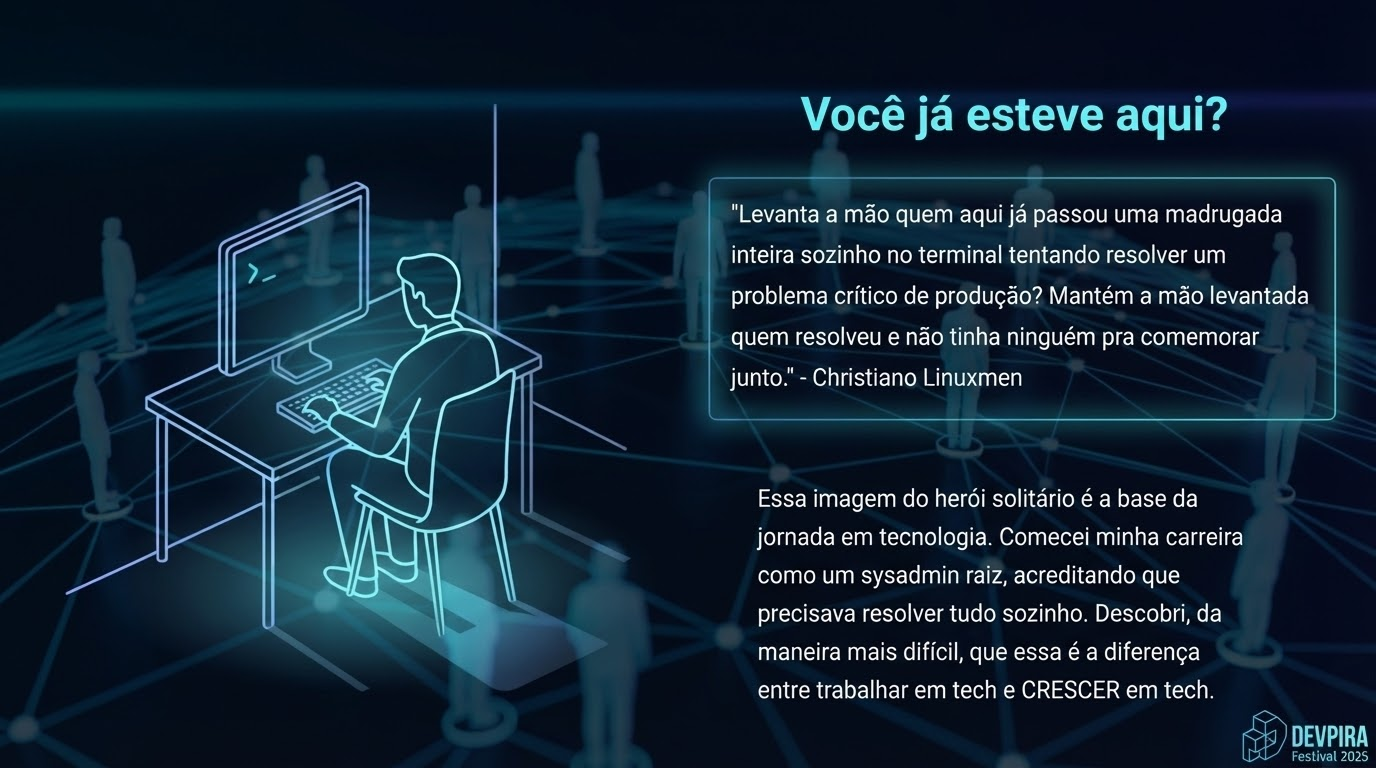 Você já esteve aqui?
"Levanta a mão quem aqui já passou uma madrugada
inteira sozinho no terminal tentando resolver um
problema crítico de produção? Mantém a mão levantada
quem resolveu e não tinha ninguém pra comemorar
junto." - Christiano Linuxmen
>_
Essa imagem do herói solitário é a base da
jornada em tecnologia. Comecei minha carreira
como um sysadmin raiz, acreditando que
precisava resolver tudo sozinho. Descobri, da
maneira mais difícil, que essa é a diferença
entre trabalhar em tech e CRESCER em tech.
DEVPIRA
Festival 2025